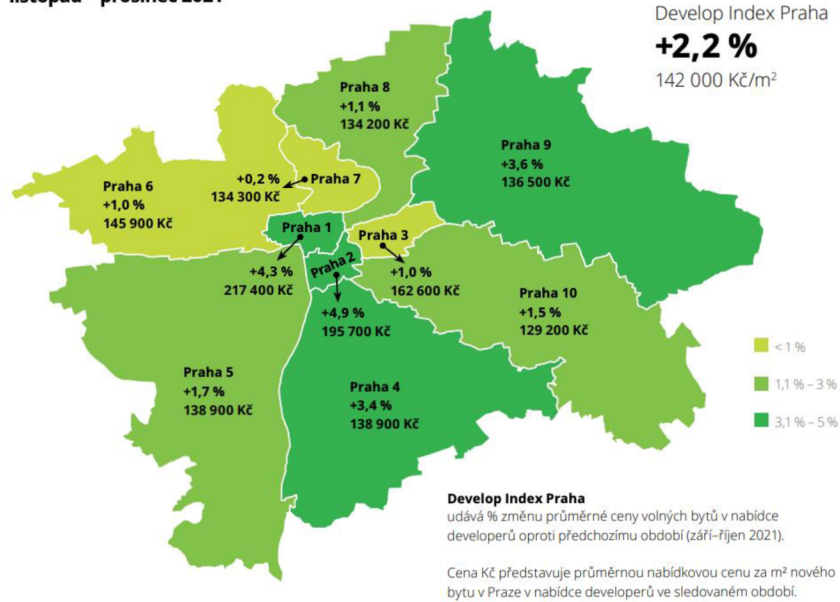 listopad – prosinec 2021
Develop Index Praha
+2,2 %
142 000 Kč/m²
Praha 8
+1,1 %
134 200 Kč
Praha 9
+3,6 %
136 500 Kč
Praha 6
+1,0 %
145 900 Kč
+0,2 %
134 300 Kč
Praha 7
Praha 1
+4,3 %
217 400 Kč
Praha 2
+4,9 %
195 700 Kč
Praha 3
+1,0 %
162 600 Kč
Praha 10
+1,5 %
129 200 Kč
Praha 5
+1,7 %
138 900 Kč
Praha 4
+3,4 %
138 900 Kč
< 1 %
1,1 % – 3 %
3,1 % – 5 %
Develop Index Praha
udává % změnu průměrné ceny volných bytů v nabídce
developerů oproti předchozímu období (září–říjen 2021).
Cena Kč představuje průměrnou nabídkovou cenu za m² nového
bytu v Praze v nabídce developerů ve sledovaném období.